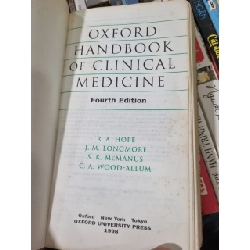 OXFORD
HANDBOOK
OF CLINICAL
MEDICINE
Fourth Edition
R. A. HOPE
J. M. LONGMORE
S. K. McMANUS
C. A. WOOD-ALLUM
Oxford New York Tokyo
OXFORD UNIVERSITY PRESS
1998